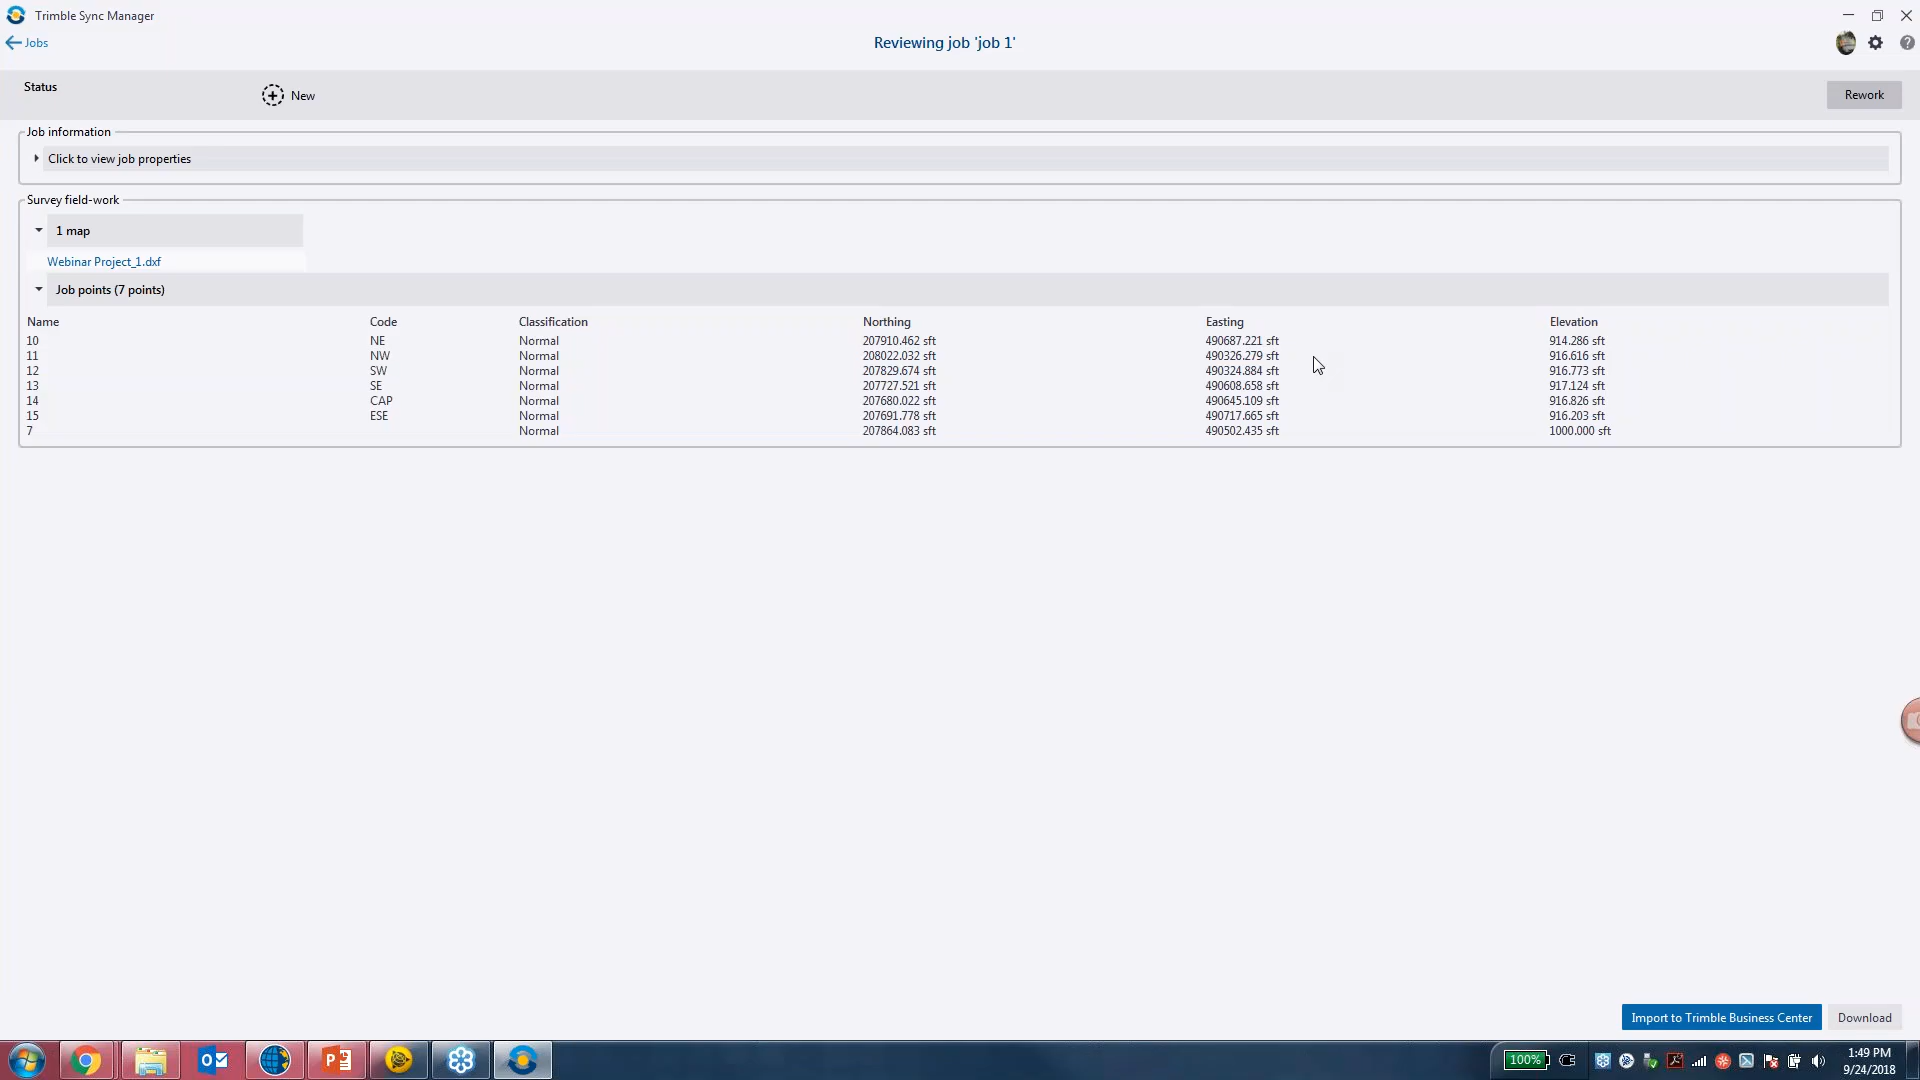 Trimble Sync Manager
Jobs
Reviewing job 'job 1'
Status
New
Rework
Job information
Click to view job properties
Survey field-work
1 map
Webinar Project_1.dxf
Job points (7 points)
Name Code Classification Northing Easting Elevation
10 NE Normal 207910.462 sft 490687.221 sft 914.286 sft
11 NW Normal 208022.032 sft 490326.279 sft 916.616 sft
12 SW Normal 207829.674 sft 490324.884 sft 916.773 sft
13 SE Normal 207727.521 sft 490608.658 sft 917.124 sft
14 CAP Normal 207680.022 sft 490645.109 sft 916.826 sft
15 ESE Normal 207691.778 sft 490717.665 sft 916.203 sft
7 Normal 207864.083 sft 490502.435 sft 1000.000 sft
Import to Trimble Business Center Download
100% 1:49 PM
9/24/2018